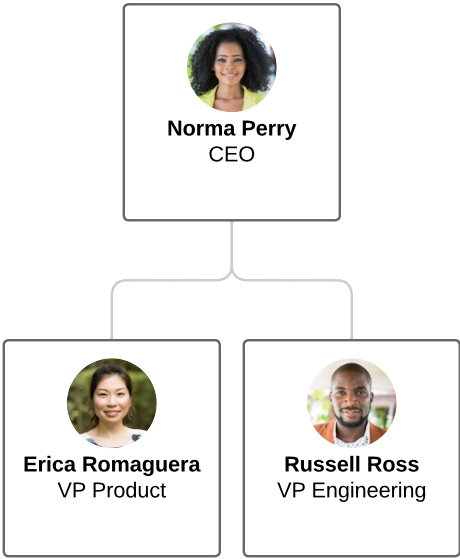 Norma Perry
CEO
Erica Romaguera
VP Product
Russell Ross
VP Engineering